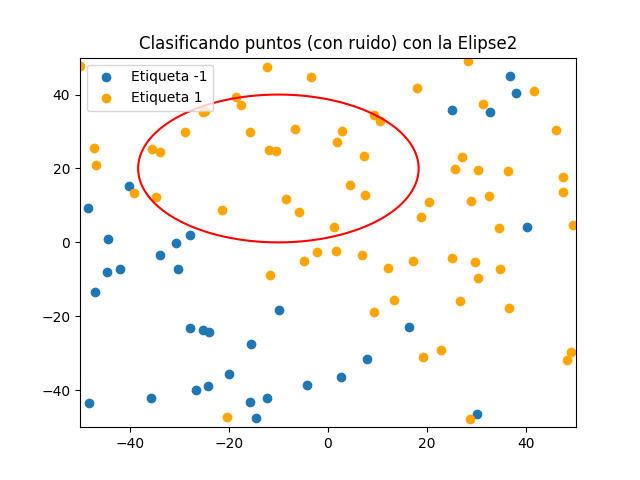 Clasificando puntos (con ruido) con la Elipse2
Etiqueta -1
Etiqueta 1
40
20
0
−20
−40
−40 −20 0 20 40